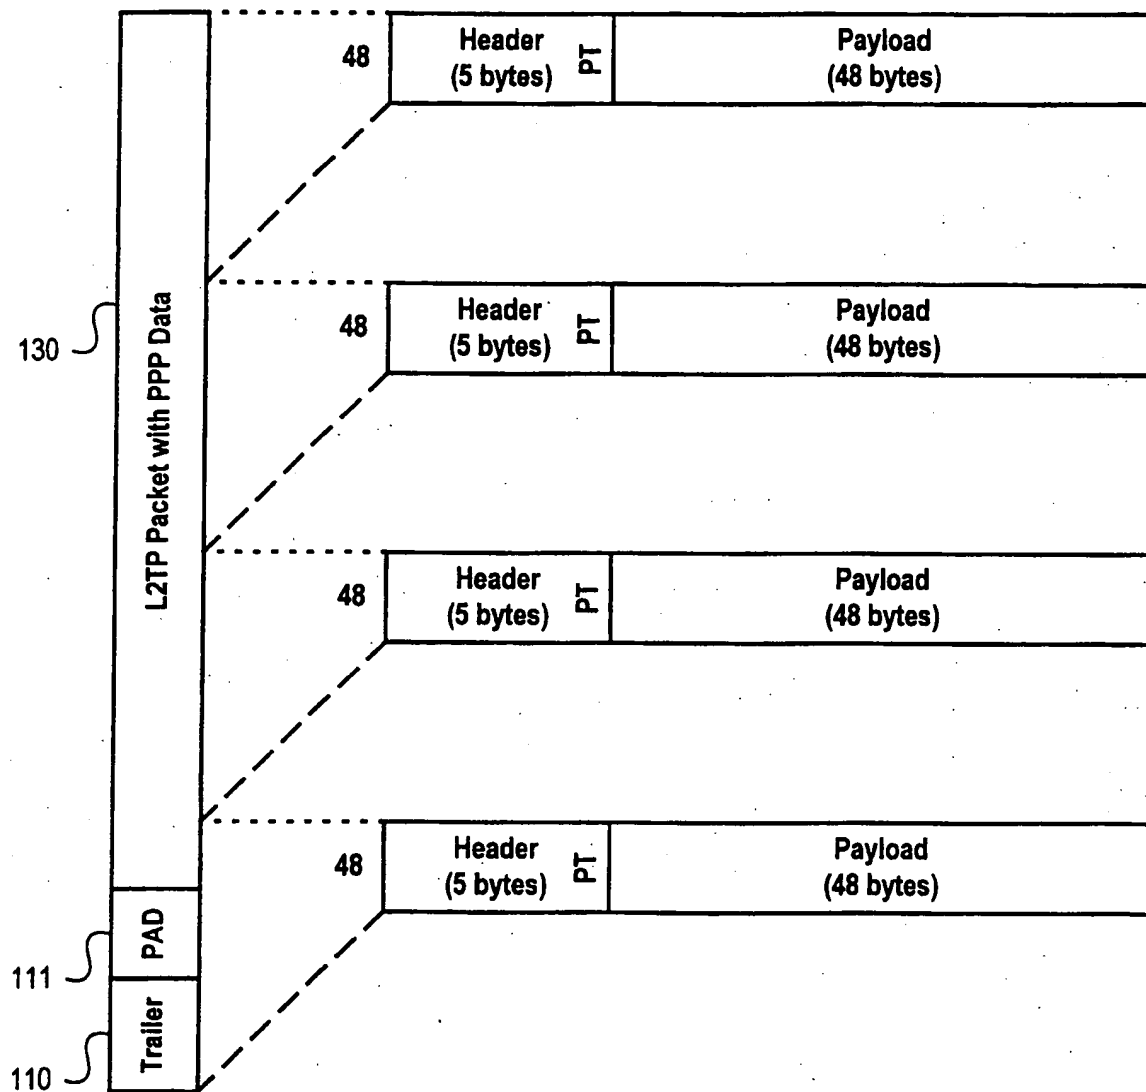 48
Header
(5 bytes)
PT
Payload
(48 bytes)
48
Header
(5 bytes)
PT
Payload
(48 bytes)
130
L2TP Packet with PPP Data
48
Header
(5 bytes)
PT
Payload
(48 bytes)
48
Header
(5 bytes)
PT
Payload
(48 bytes)
111
PAD
110
Trailer